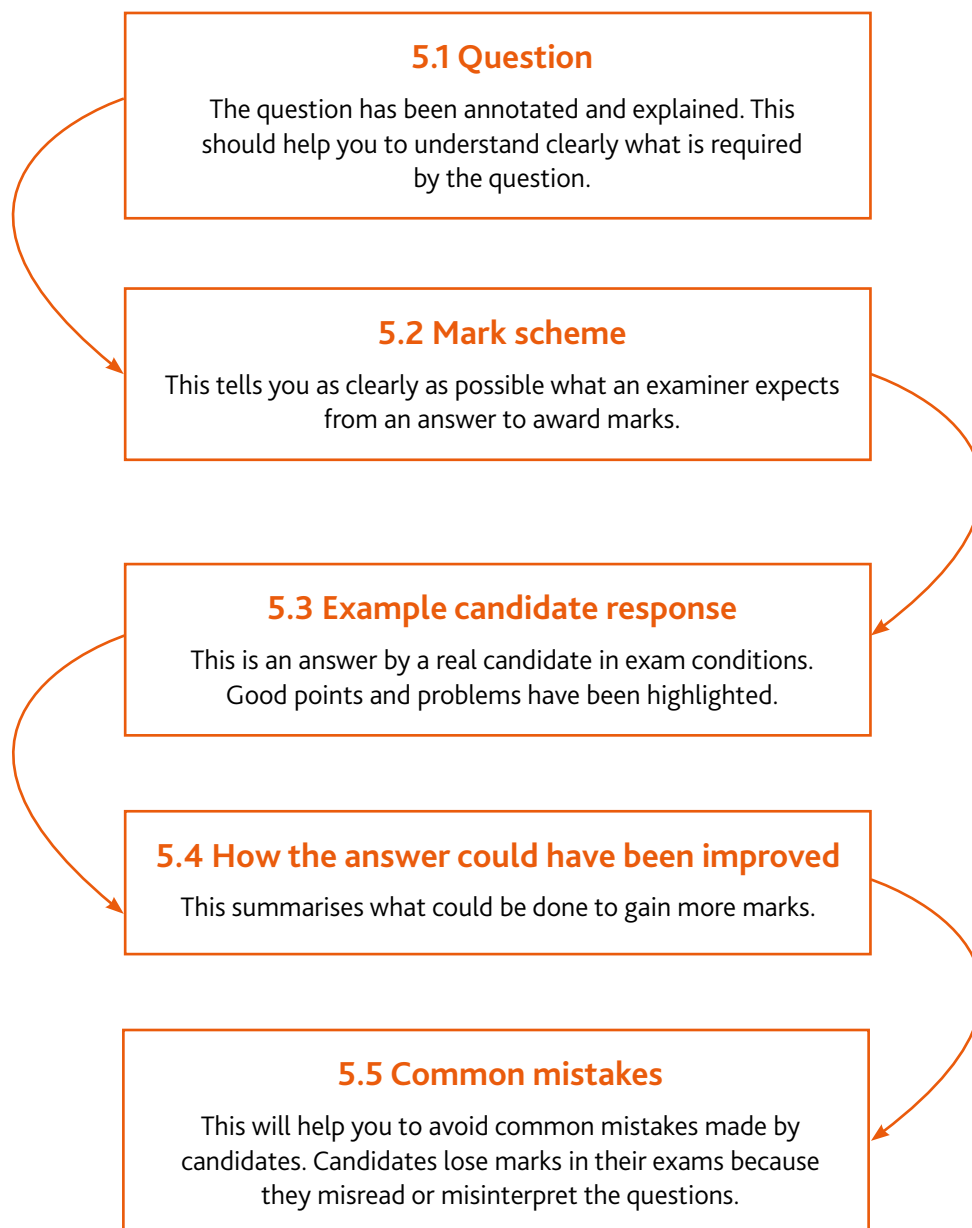 5.1 Question
The question has been annotated and explained. This
should help you to understand clearly what is required
by the question.
5.2 Mark scheme
This tells you as clearly as possible what an examiner expects
from an answer to award marks.
5.3 Example candidate response
This is an answer by a real candidate in exam conditions.
Good points and problems have been highlighted.
5.4 How the answer could have been improved
This summarises what could be done to gain more marks.
5.5 Common mistakes
This will help you to avoid common mistakes made by
candidates. Candidates lose marks in their exams because
they misread or misinterpret the questions.